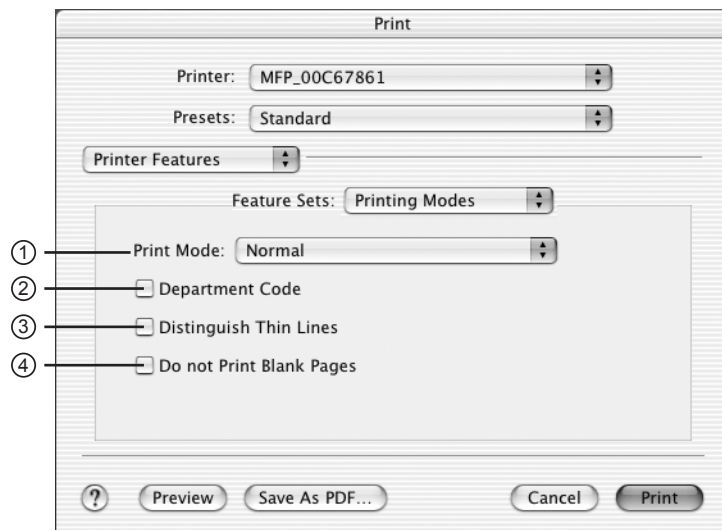 Print
Printer: MFP_00C67861
Presets: Standard
Printer Features
Feature Sets: Printing Modes
① Print Mode: Normal
② Department Code
③ Distinguish Thin Lines
④ Do not Print Blank Pages
? Preview Save As PDF... Cancel Print